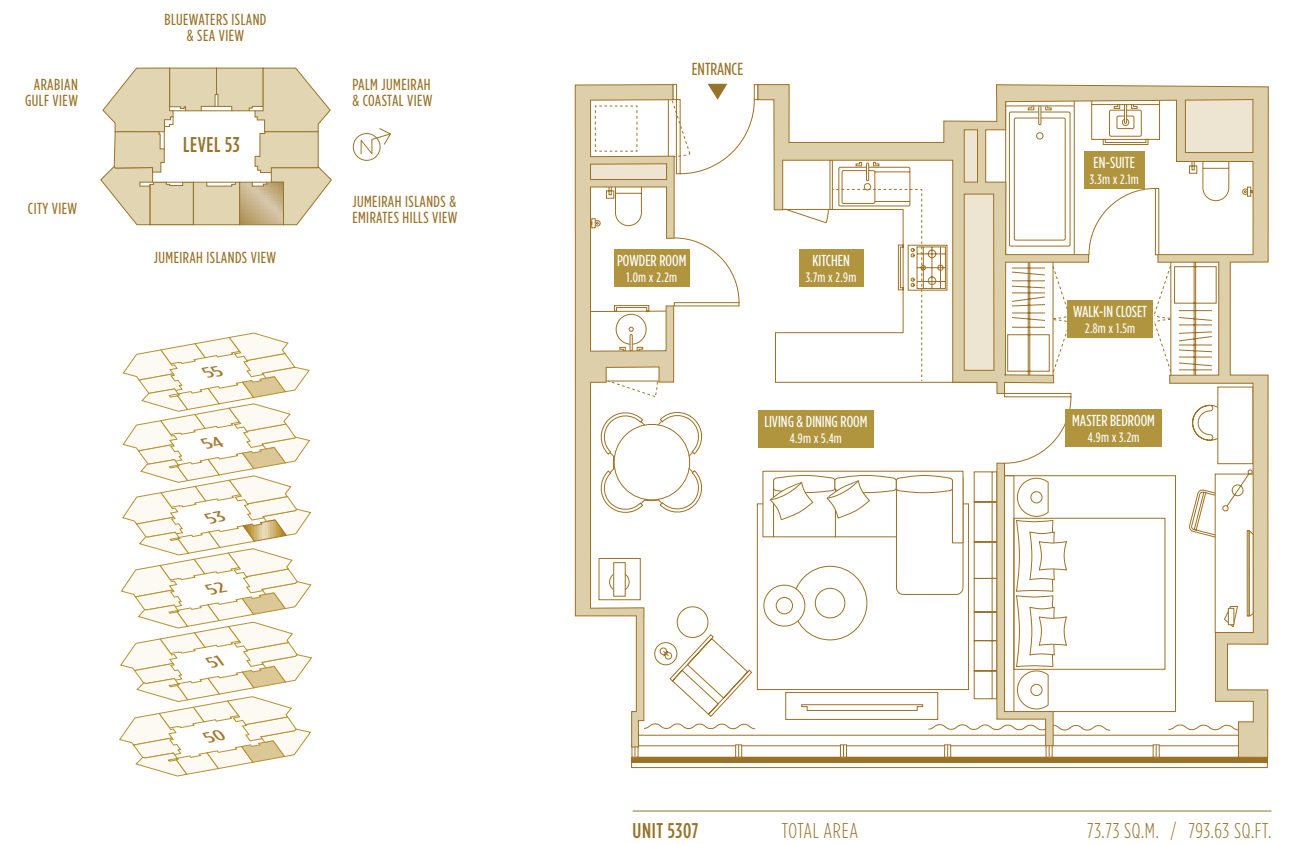 BLUEWATERS ISLAND
& SEA VIEW
ARABIAN
GULF VIEW
PALM JUMEIRAH
& COASTAL VIEW
LEVEL 53
N
CITY VIEW
JUMEIRAH ISLANDS &
EMIRATES HILLS VIEW
JUMEIRAH ISLANDS VIEW
55
54
53
52
51
50
ENTRANCE
EN-SUITE
3.3m x 2.1m
POWDER ROOM
1.0m x 2.2m
KITCHEN
3.7m x 2.9m
WALK-IN CLOSET
2.8m x 1.5m
LIVING & DINING ROOM
4.9m x 5.4m
MASTER BEDROOM
4.9m x 3.2m
UNIT 5307 TOTAL AREA 73.73 SQ.M. / 793.63 SQ.FT.